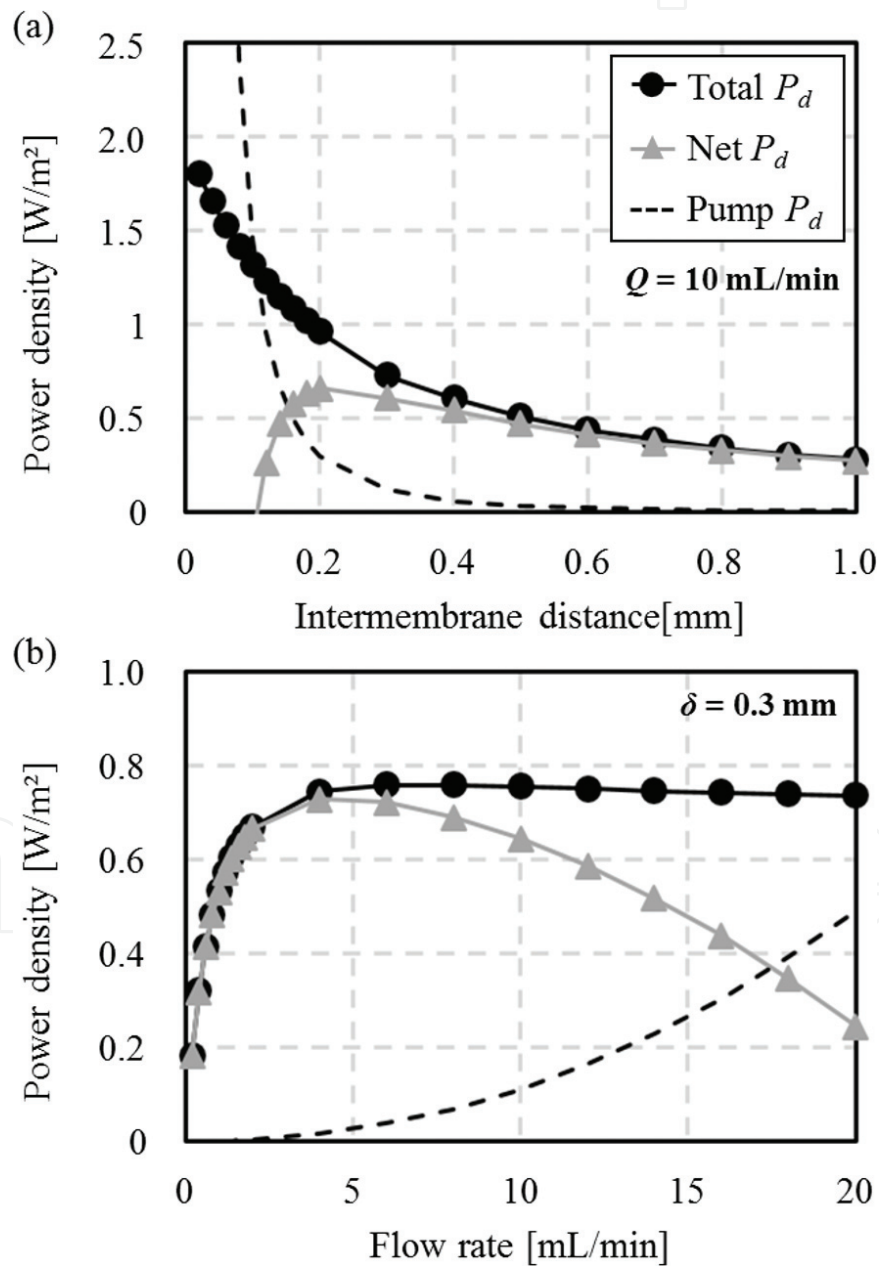 (a)
2.5
2.0
1.5
1
0.5
0
Power density [W/m²]
Total P_d
Net P_d
Pump P_d
Q = 10 mL/min
0 0.2 0.4 0.6 0.8 1.0
Intermembrane distance[mm]
(b)
1.0
0.8
0.6
0.4
0.2
0
Power density [W/m²]
δ = 0.3 mm
0 5 10 15 20
Flow rate [mL/min]